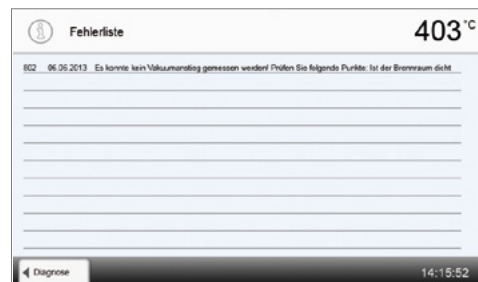 Fehlerliste
403 °C
802 06.06.2013 Es konnte kein Vakuumanstieg gemessen werden! Prüfen Sie folgende Punkte: Ist der Brennraum dicht
Diagnose
14:15:52